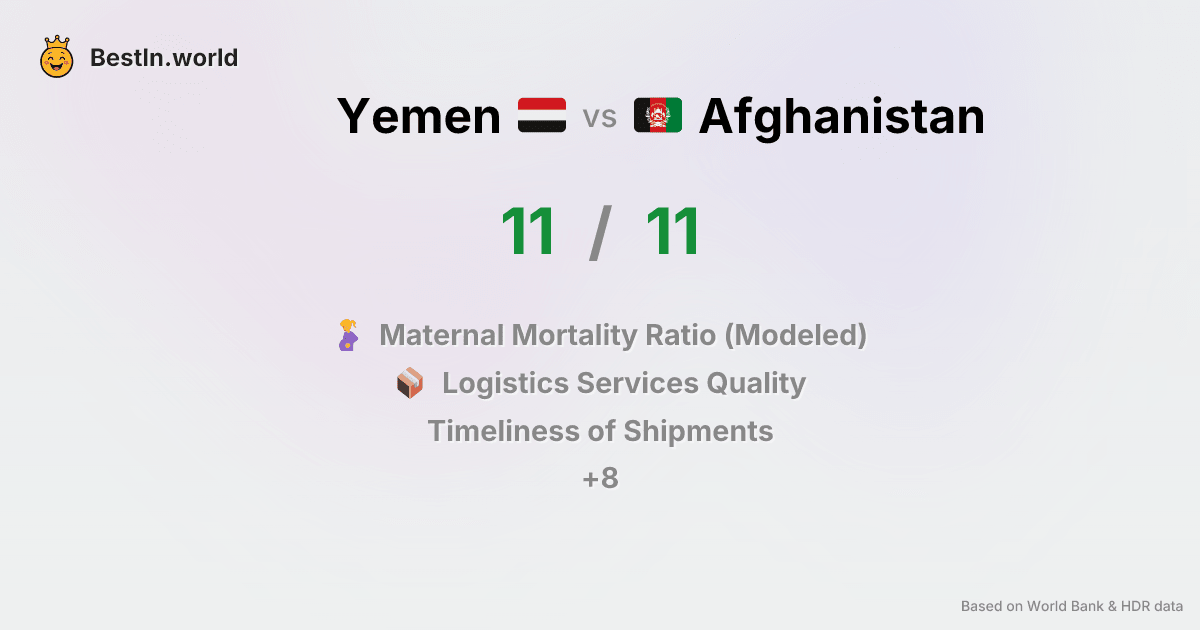 BestIn.world
Yemen vs Afghanistan
11 / 11
Maternal Mortality Ratio (Modeled)
Logistics Services Quality
Timeliness of Shipments
+8
Based on World Bank & HDR data